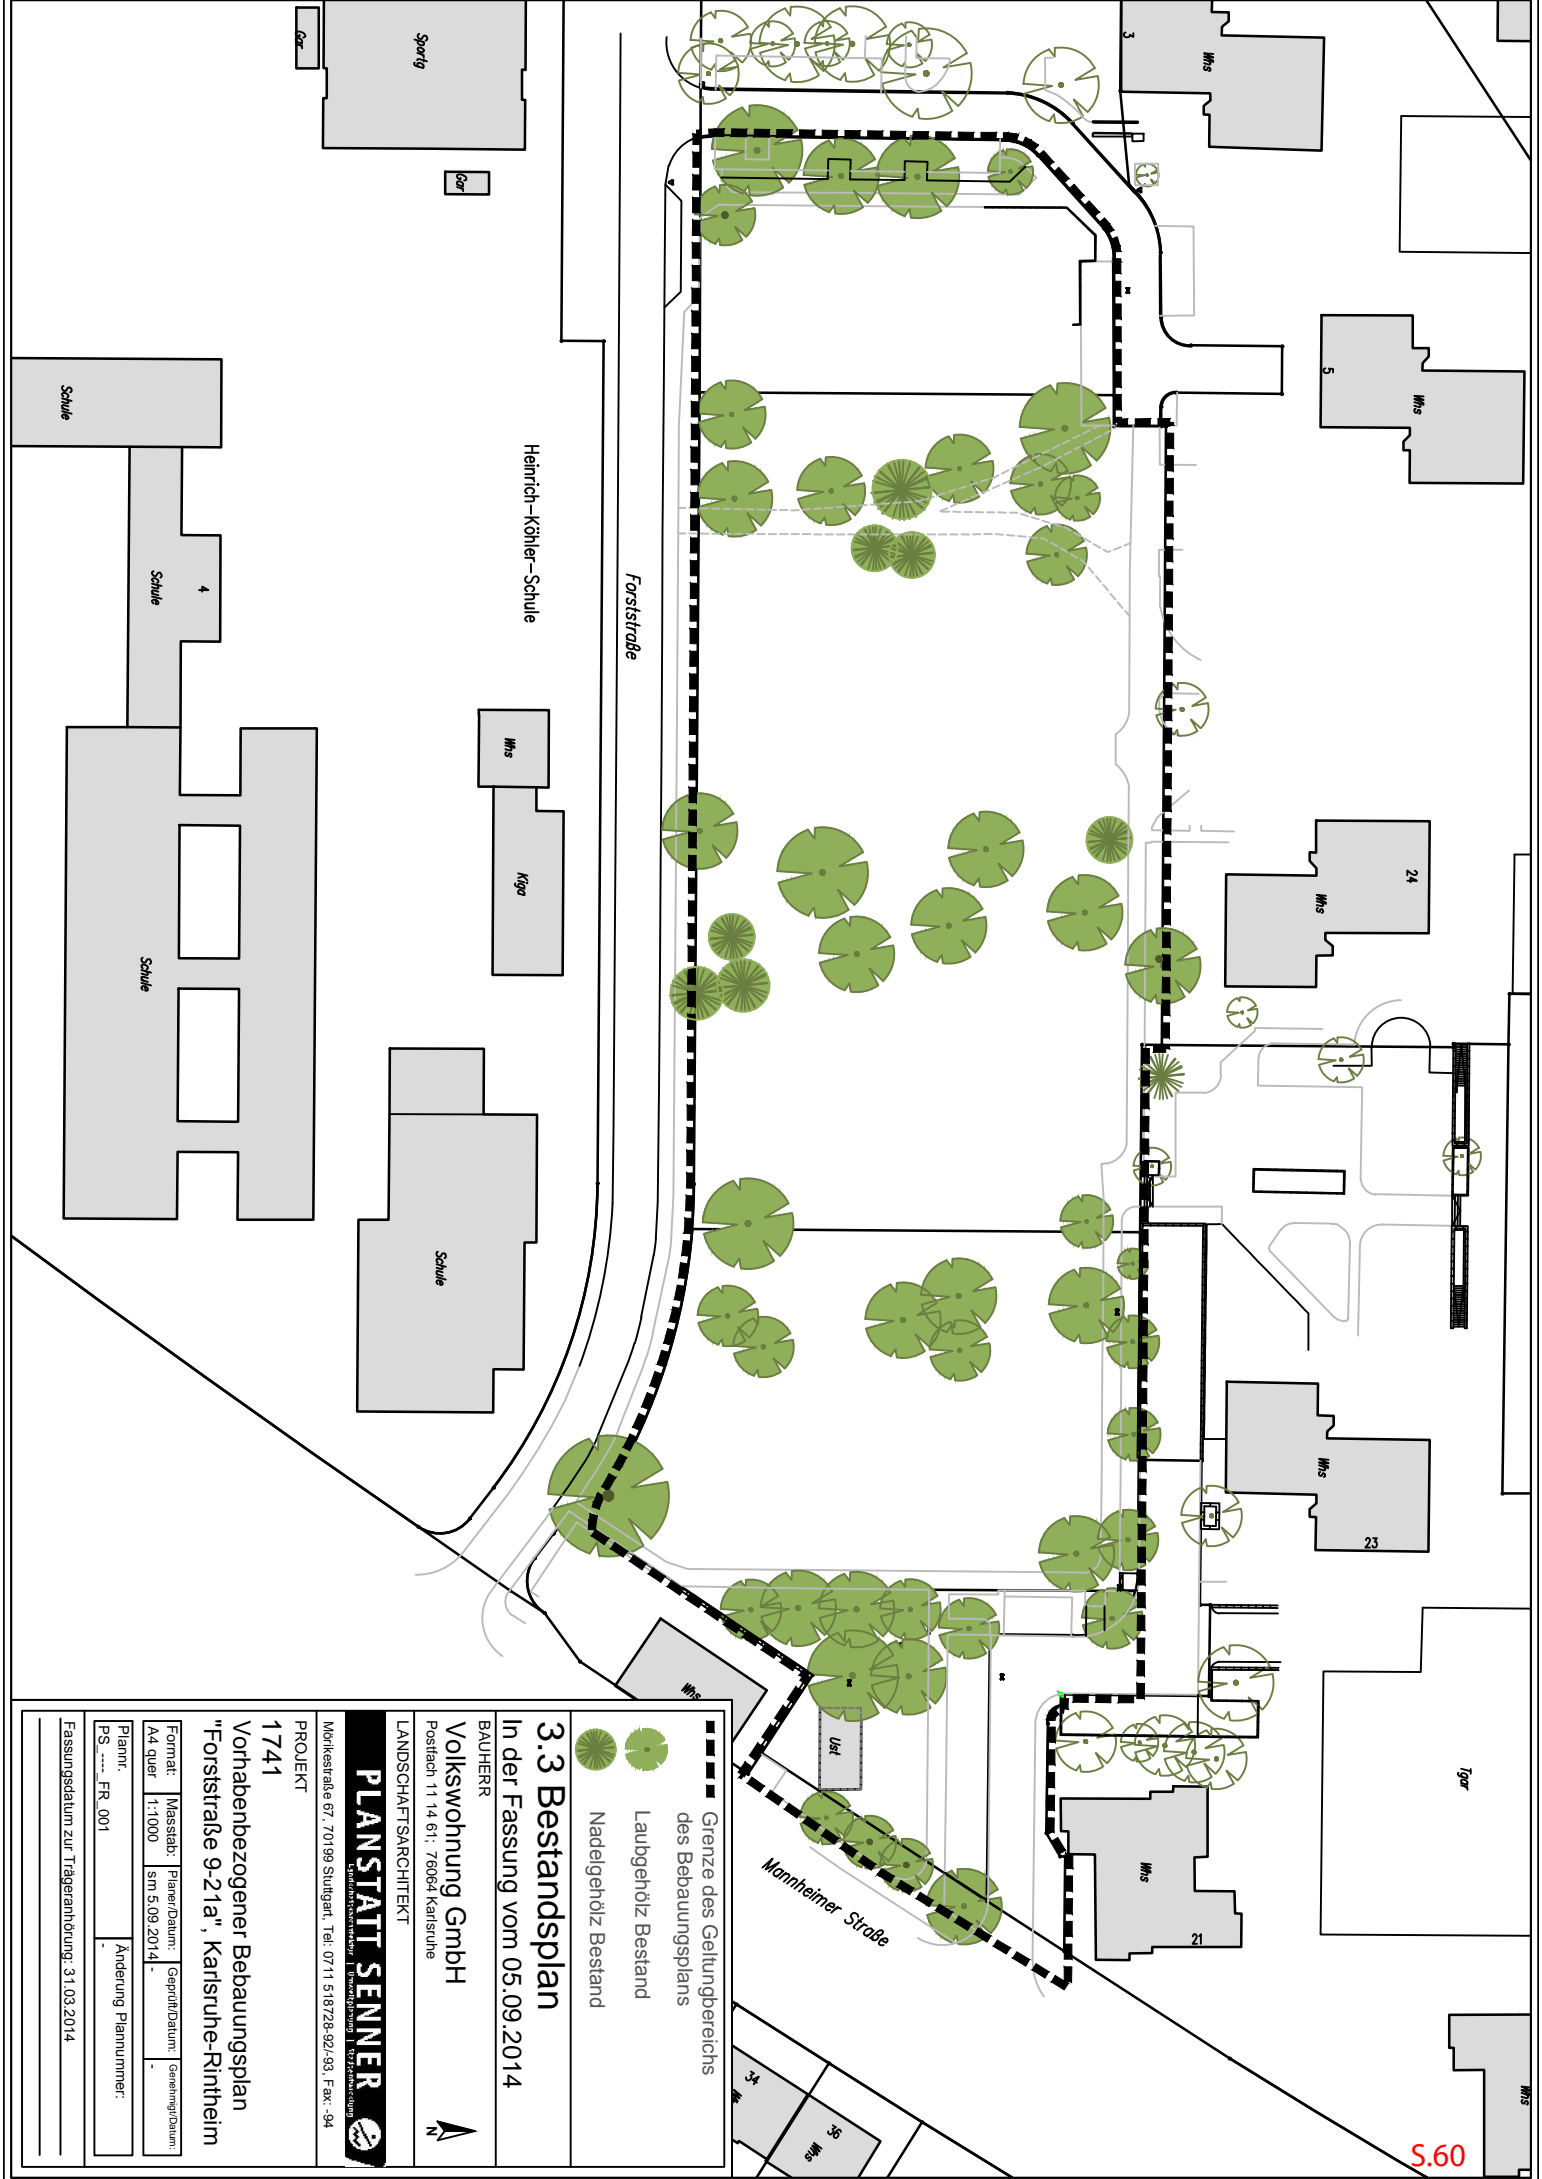 Gar
Sportg
Gar
3
Whs
5
Whs
Schule
Schule
4
Heinrich-Köhler-Schule
Forststraße
Whs
Kiga
Schule
Schule
24
Whs
Whs
23
Whs
Ust
Tgar
Whs
21
Mannheimer Straße
34
36
Whs
Whs
Grenze des Geltungbereichs
des Bebauungsplans
Laubgehölz Bestand
Nadelgehölz Bestand
3.3 Bestandsplan
In der Fassung vom 05.09.2014
BAUHERR
Volkswohnung GmbH
Postfach 11 14 61; 76064 Karlsruhe
N
LANDSCHAFTSARCHITEKT
PLANSTATT SENNER
Mörikestraße 67, 70199 Stuttgart, Tel: 0711 518728-92/-93, Fax: -94
PROJEKT
1741
Vorhabenbezogener Bebauungsplan
"Forststraße 9-21a", Karlsruhe-Rintheim
Format: Masstab: Planer/Datum: Geprüft/Datum: Genehmigt/Datum:
A4 quer 1:1000 sm 5.09.2014 - -
Plannr. Änderung Plannummer:
PS_----_FR_001 -
Fassungsdatum zur Trägeranhörung: 31.03.2014
S.60